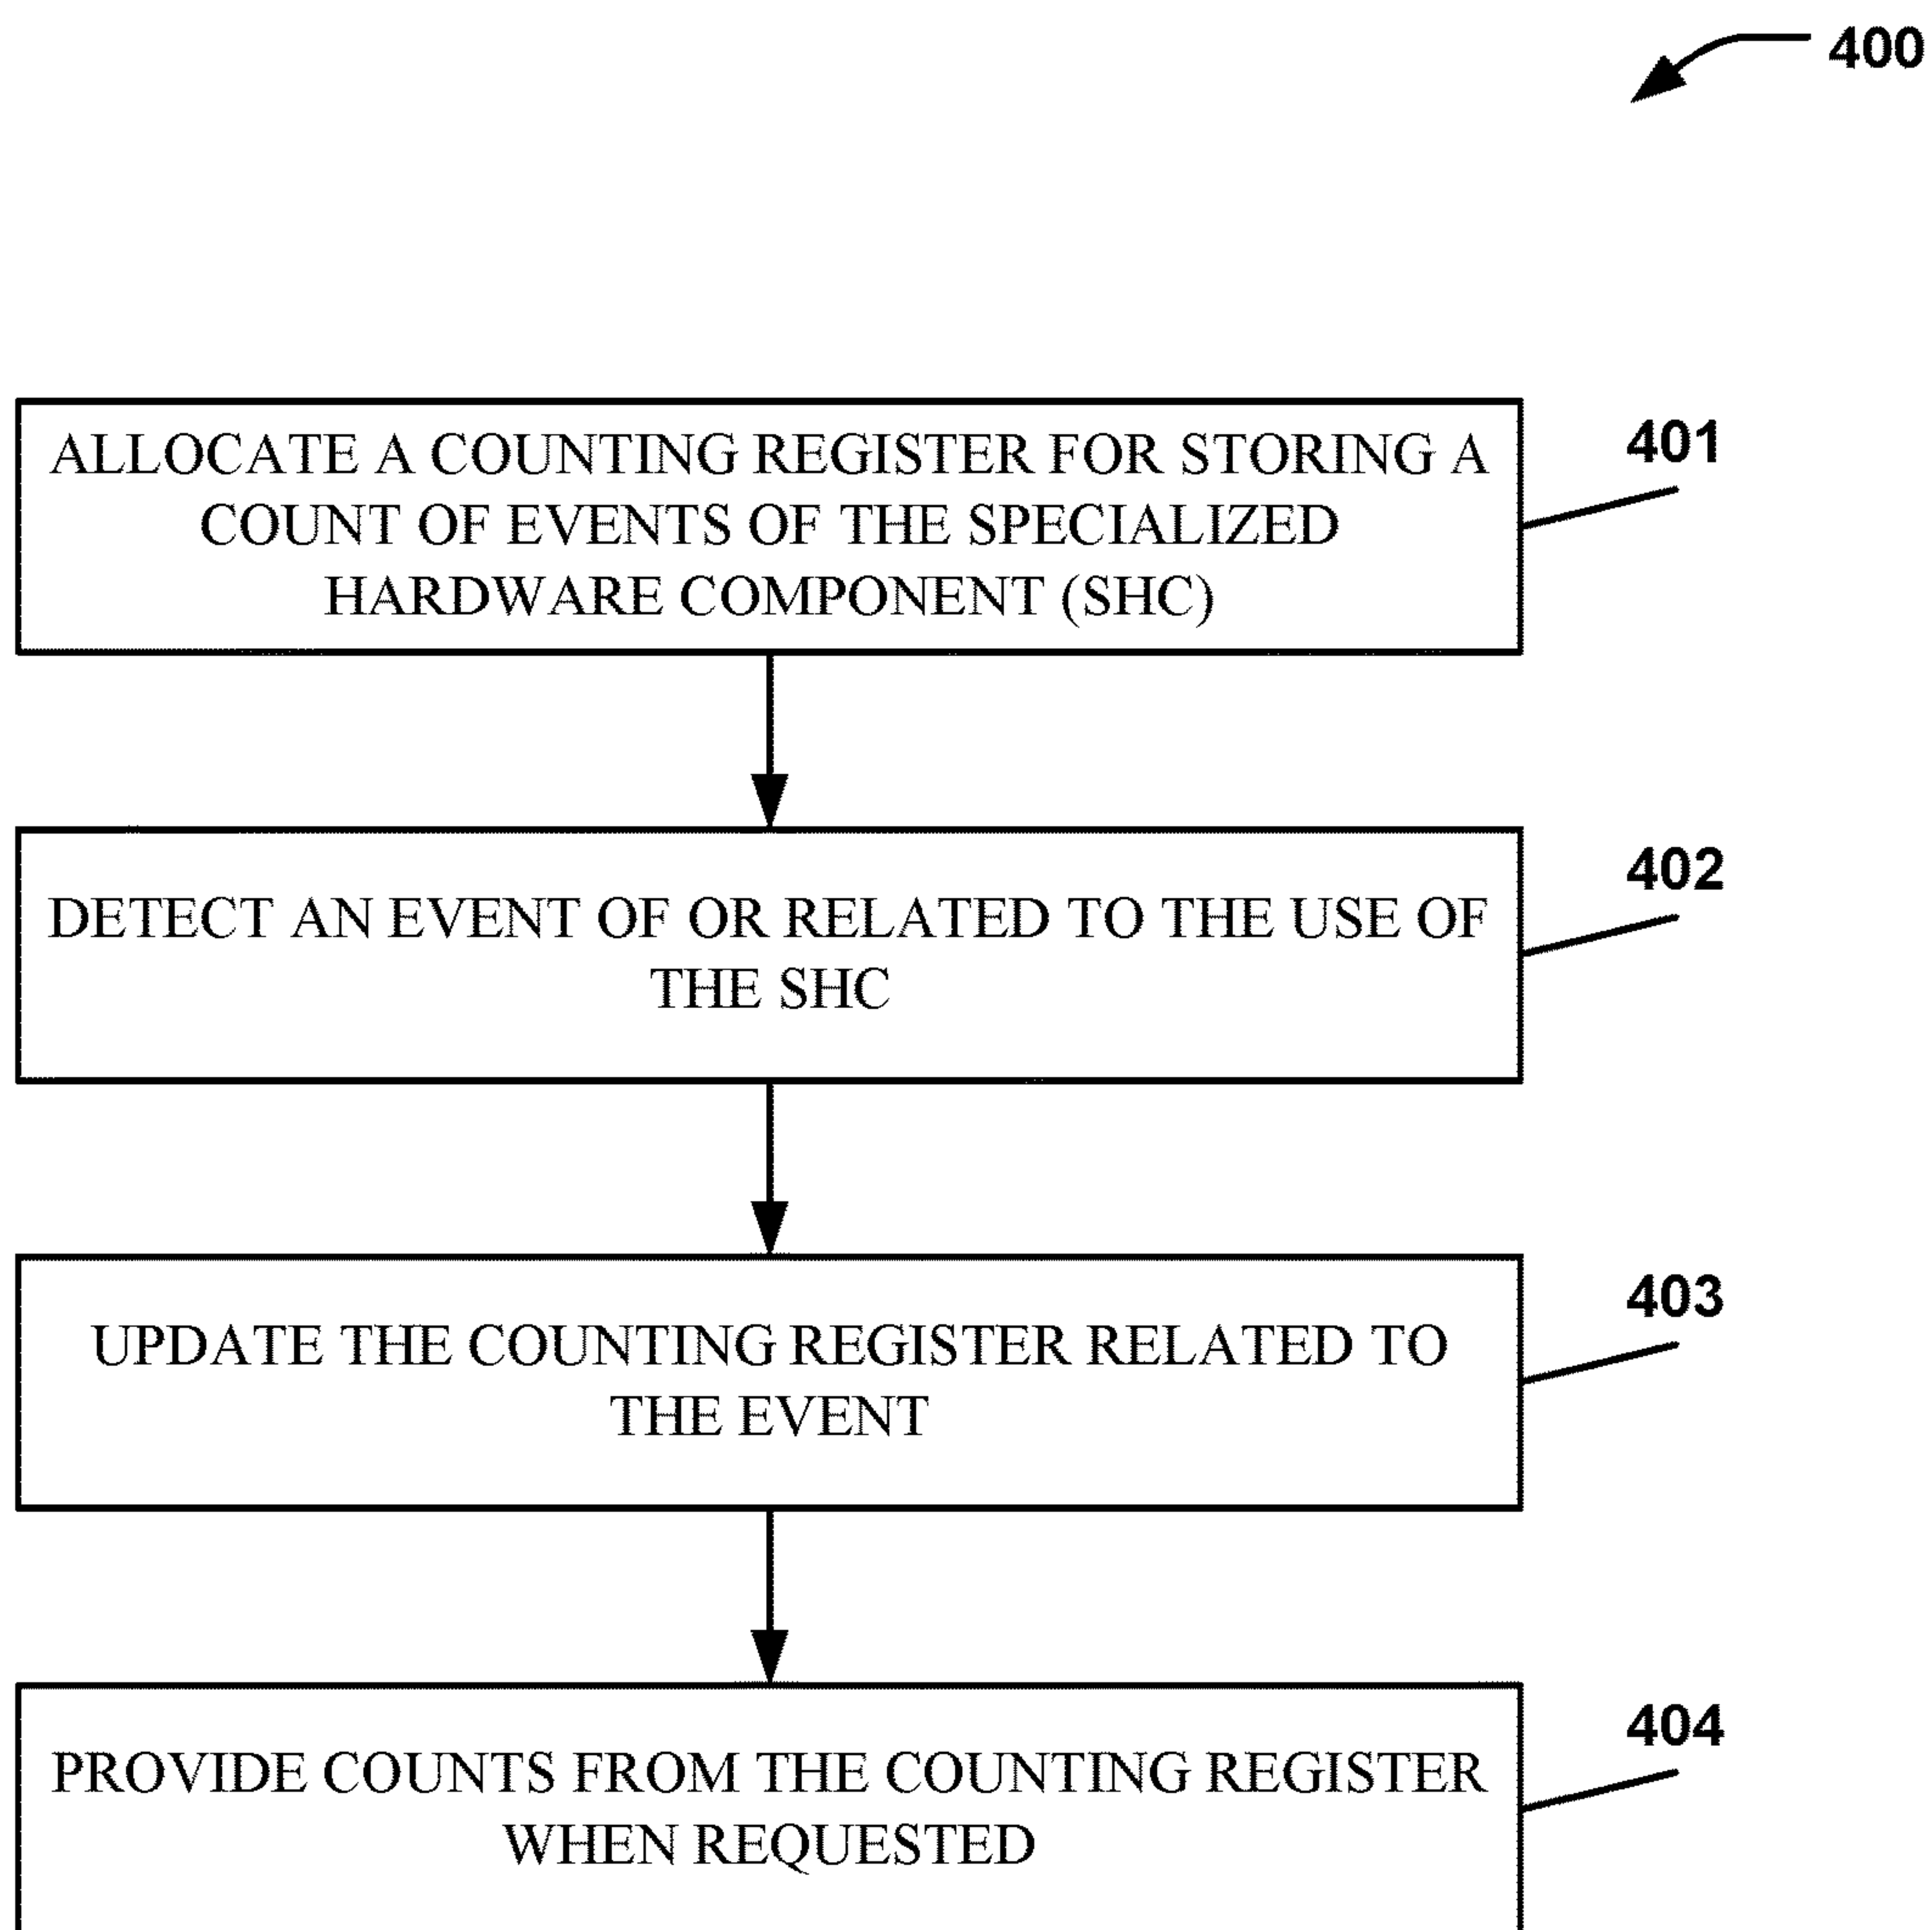 400
ALLOCATE A COUNTING REGISTER FOR STORING A
COUNT OF EVENTS OF THE SPECIALIZED
HARDWARE COMPONENT (SHC)
401
DETECT AN EVENT OF OR RELATED TO THE USE OF
THE SHC
402
UPDATE THE COUNTING REGISTER RELATED TO
THE EVENT
403
PROVIDE COUNTS FROM THE COUNTING REGISTER
WHEN REQUESTED
404